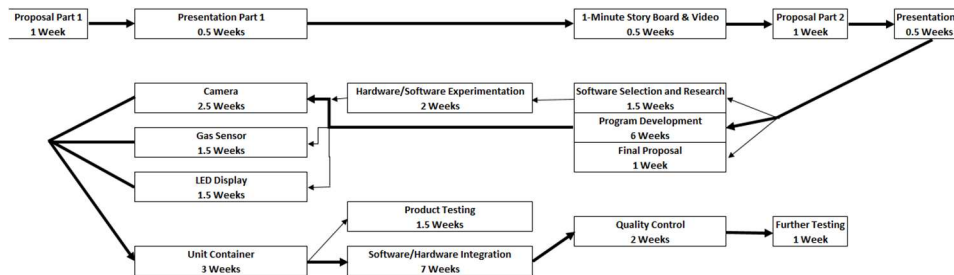 Proposal Part 1
1 Week
Presentation Part 1
0.5 Weeks
1-Minute Story Board & Video
0.5 Weeks
Proposal Part 2
1 Week
Presentation
0.5 Weeks
Camera
2.5 Weeks
Hardware/Software Experimentation
2 Weeks
Software Selection and Research
1.5 Weeks
Program Development
6 Weeks
Final Proposal
1 Week
Gas Sensor
1.5 Weeks
LED Display
1.5 Weeks
Product Testing
1.5 Weeks
Unit Container
3 Weeks
Software/Hardware Integration
7 Weeks
Quality Control
2 Weeks
Further Testing
1 Week